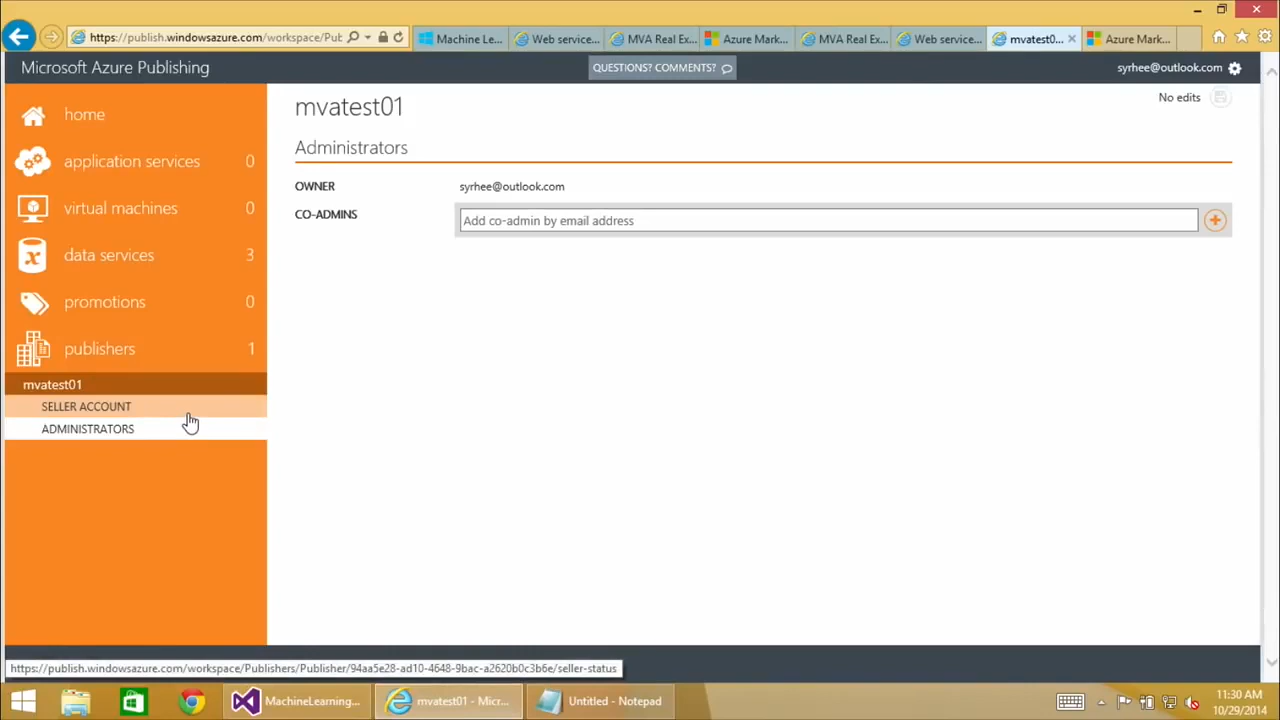 https://publish.windowsazure.com/workspace/Pub
Machine Le...
Web service...
MVA Real Ex...
Azure Mark...
MVA Real Ex...
Web service...
mvatest0...
Azure Mark...
Microsoft Azure Publishing
QUESTIONS? COMMENTS?
syrhee@outlook.com
home
application services 0
virtual machines 0
data services 3
promotions 0
publishers 1
mvatest01
SELLER ACCOUNT
ADMINISTRATORS
mvatest01
No edits
Administrators
OWNER syrhee@outlook.com
CO-ADMINS Add co-admin by email address
https://publish.windowsazure.com/workspace/Publishers/Publisher/94aa5e28-ad10-4648-9bac-a2620b0c3b6e/seller-status
MachineLearning...
mvatest01 - Micr...
Untitled - Notepad
11:30 AM
10/29/2014